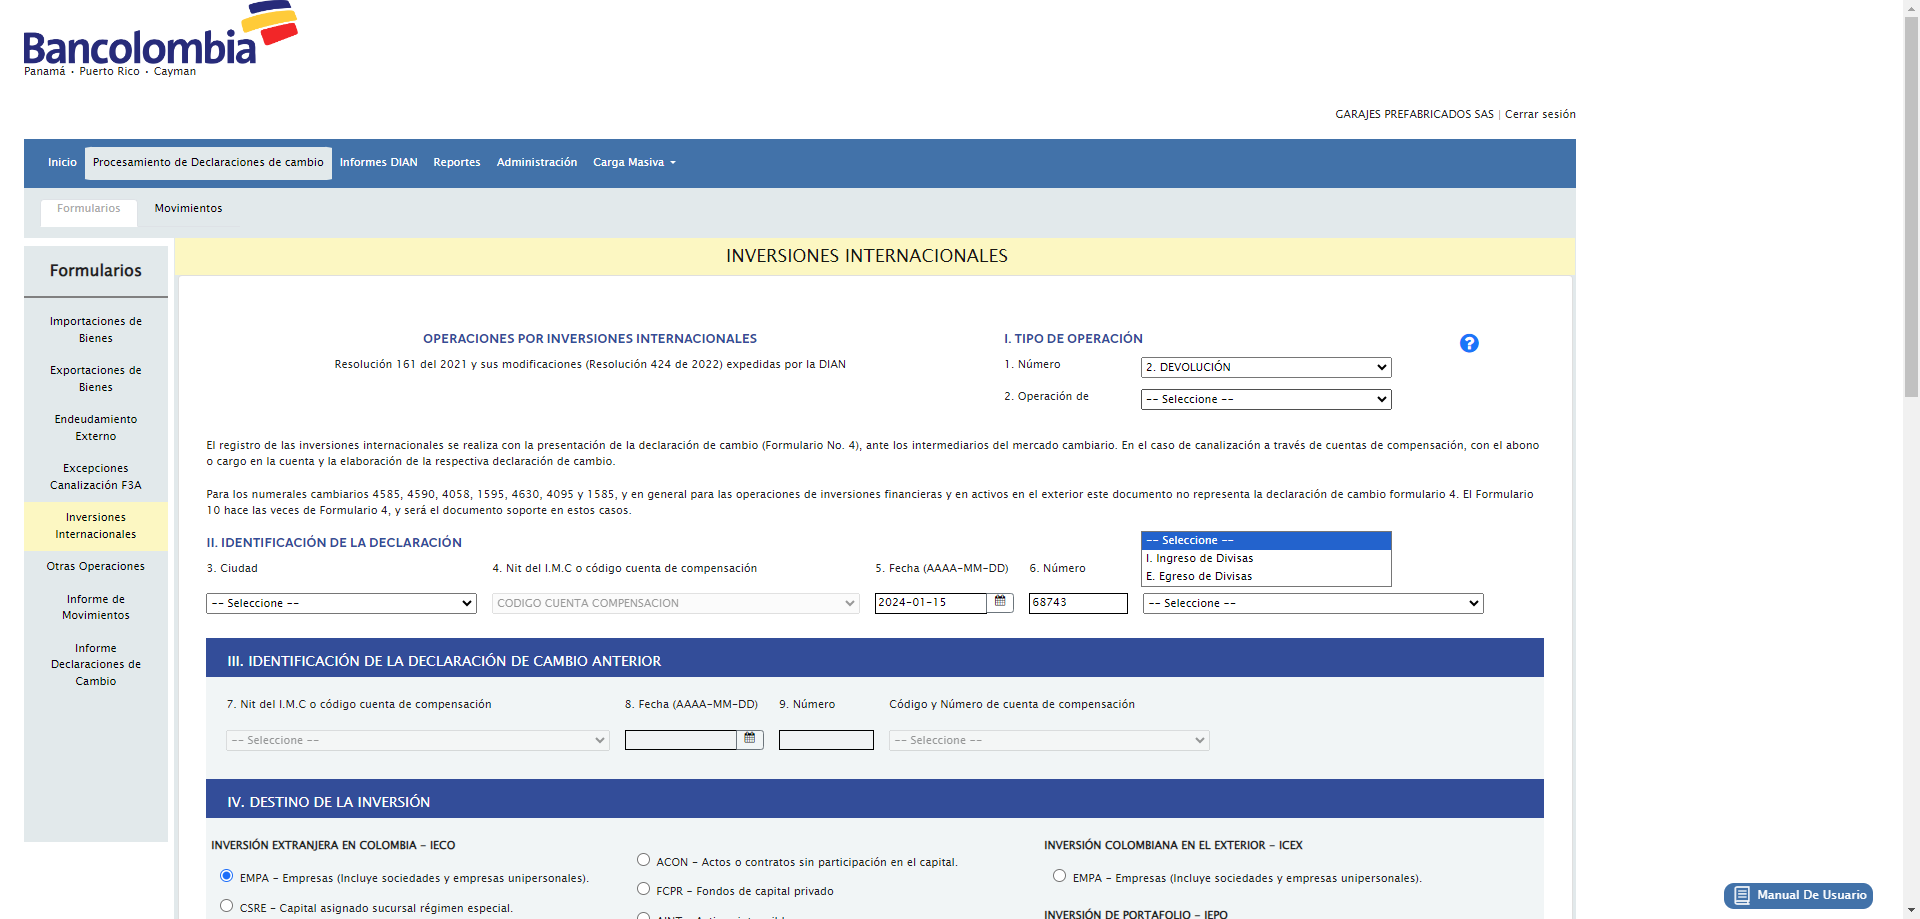 Bancolombia
Panamá • Puerto Rico • Cayman
GARAJES PREFABRICADOS SAS | Cerrar sesión
Inicio
Procesamiento de Declaraciones de cambio
Informes DIAN
Reportes
Administración
Carga Masiva
Formularios
Movimientos
Formularios
Importaciones de
Bienes
Exportaciones de
Bienes
Endeudamiento
Externo
Excepciones
Canalización F3A
Inversiones
Internacionales
Otras Operaciones
Informe de
Movimientos
Informe
Declaraciones de
Cambio
INVERSIONES INTERNACIONALES
OPERACIONES POR INVERSIONES INTERNACIONALES
Resolución 161 del 2021 y sus modificaciones (Resolución 424 de 2022) expedidas por la DIAN
I. TIPO DE OPERACIÓN
?
1. Número
2. DEVOLUCIÓN
2. Operación de
-- Seleccione --
El registro de las inversiones internacionales se realiza con la presentación de la declaración de cambio (Formulario No. 4), ante los intermediarios del mercado cambiario. En el caso de canalización a través de cuentas de compensación, con el abono
o cargo en la cuenta y la elaboración de la respectiva declaración de cambio.
Para los numerales cambiarios 4585, 4590, 4058, 1595, 4630, 4095 y 1585, y en general para las operaciones de inversiones financieras y en activos en el exterior este documento no representa la declaración de cambio formulario 4. El Formulario
10 hace las veces de Formulario 4, y será el documento soporte en estos casos.
II. IDENTIFICACIÓN DE LA DECLARACIÓN
-- Seleccione --
I. Ingreso de Divisas
E. Egreso de Divisas
3. Ciudad
4. Nit del I.M.C o código cuenta de compensación
5. Fecha (AAAA-MM-DD)
6. Número
-- Seleccione --
CODIGO CUENTA COMPENSACION
2024-01-15
68743
-- Seleccione --
III. IDENTIFICACIÓN DE LA DECLARACIÓN DE CAMBIO ANTERIOR
7. Nit del I.M.C o código cuenta de compensación
8. Fecha (AAAA-MM-DD)
9. Número
Código y Número de cuenta de compensación
-- Seleccione --
-- Seleccione --
IV. DESTINO DE LA INVERSIÓN
INVERSIÓN EXTRANJERA EN COLOMBIA - IECO
EMPA - Empresas (Incluye sociedades y empresas unipersonales).
CSRE - Capital asignado sucursal régimen especial.
ACON - Actos o contratos sin participación en el capital.
FCPR - Fondos de capital privado
INVERSIÓN COLOMBIANA EN EL EXTERIOR - ICEX
EMPA - Empresas (Incluye sociedades y empresas unipersonales).
INVERSIÓN DE PORTAFOLIO - IEPO
Manual De Usuario